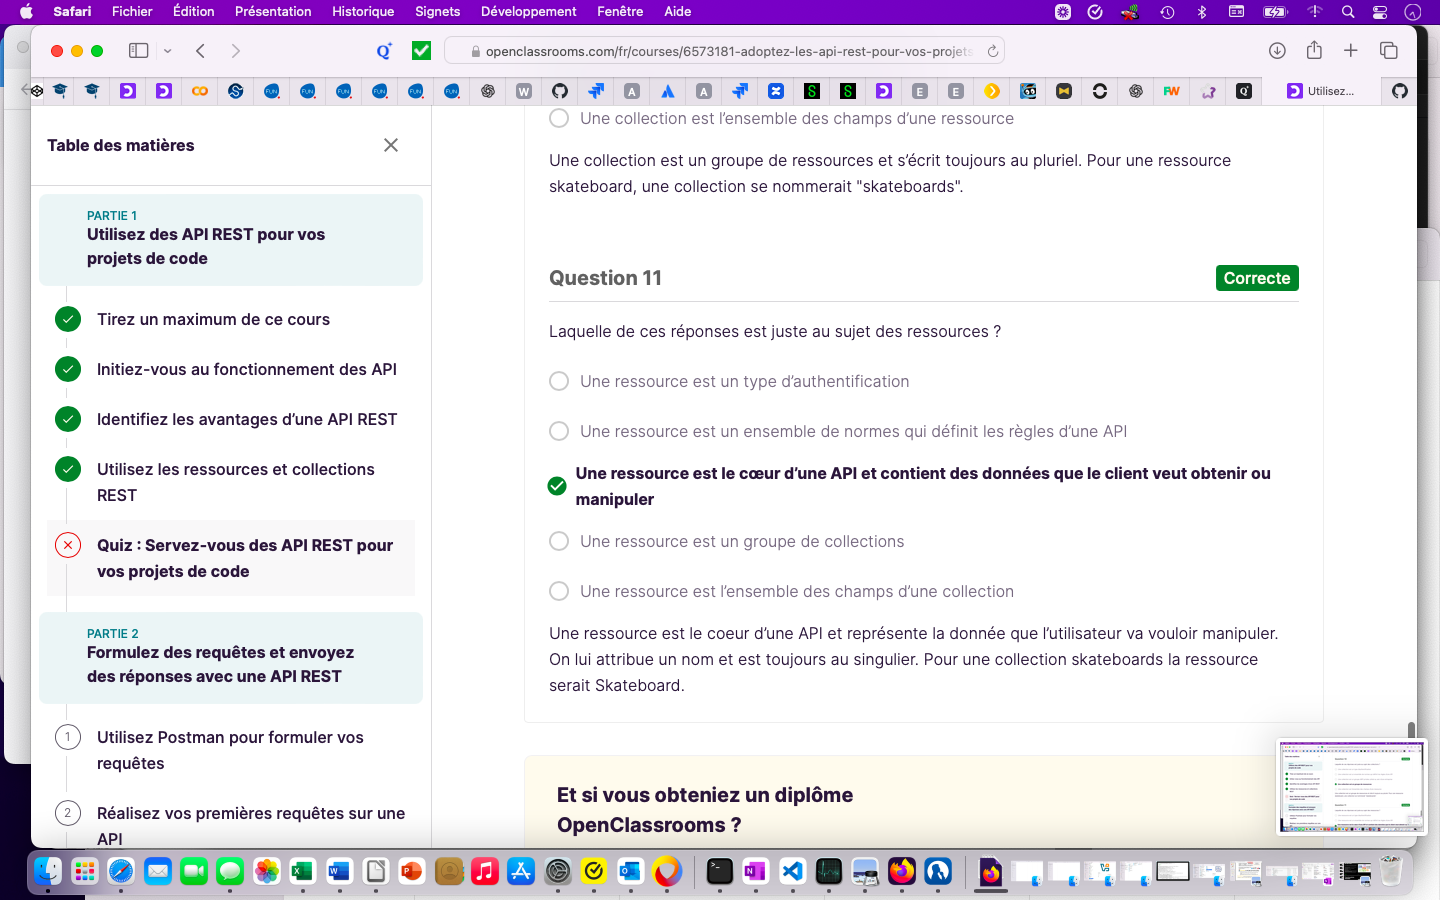 Safari Fichier Édition Présentation Historique Signets Développement Fenêtre Aide
openclassrooms.com/fr/courses/6573181-adoptez-les-api-rest-pour-vos-projets
Utilisez...
Table des matières
PARTIE 1
Utilisez des API REST pour vos
projets de code
Tirez un maximum de ce cours
Initiez-vous au fonctionnement des API
Identifiez les avantages d’une API REST
Utilisez les ressources et collections
REST
Quiz : Servez-vous des API REST pour
vos projets de code
PARTIE 2
Formulez des requêtes et envoyez
des réponses avec une API REST
1 Utilisez Postman pour formuler vos
requêtes
2 Réalisez vos premières requêtes sur une
API
Une collection est l’ensemble des champs d’une ressource
Une collection est un groupe de ressources et s’écrit toujours au pluriel. Pour une ressource
skateboard, une collection se nommerait "skateboards".
Question 11
Correcte
Laquelle de ces réponses est juste au sujet des ressources ?
Une ressource est un type d’authentification
Une ressource est un ensemble de normes qui définit les règles d’une API
Une ressource est le cœur d’une API et contient des données que le client veut obtenir ou
manipuler
Une ressource est un groupe de collections
Une ressource est l’ensemble des champs d’une collection
Une ressource est le coeur d’une API et représente la donnée que l’utilisateur va vouloir manipuler.
On lui attribue un nom et est toujours au singulier. Pour une collection skateboards la ressource
serait Skateboard.
Et si vous obteniez un diplôme
OpenClassrooms ?